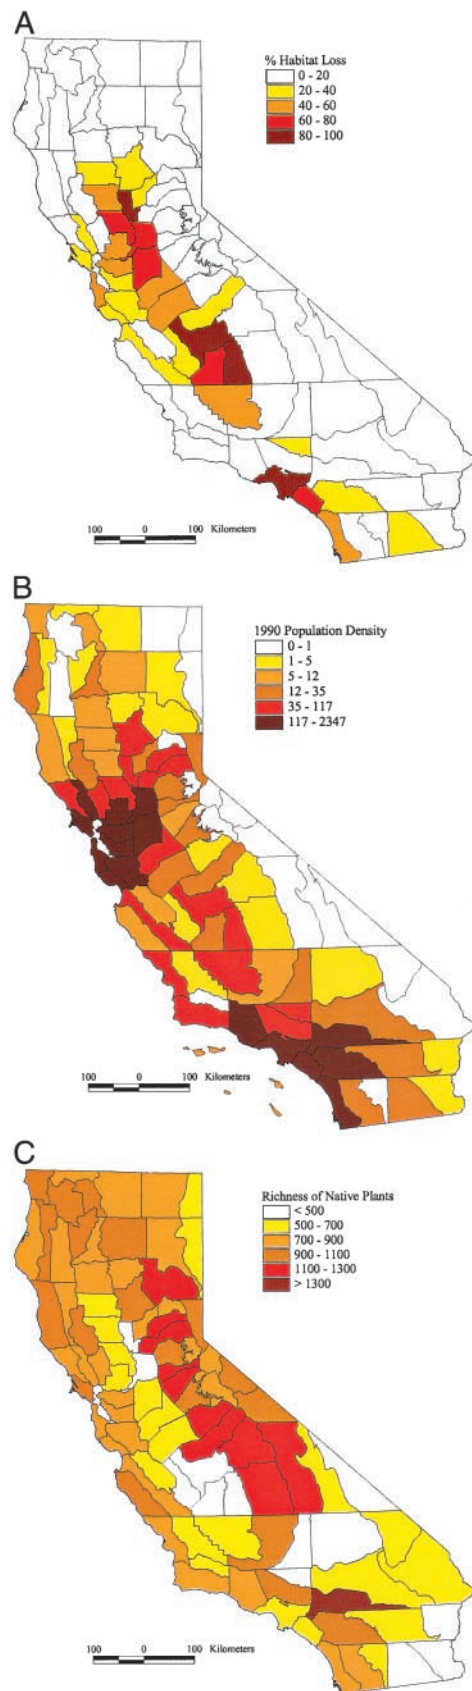 A
% Habitat Loss
0 - 20
20 - 40
40 - 60
60 - 80
80 - 100
100 0 100 Kilometers
B
1990 Population Density
0 - 1
1 - 5
5 - 12
12 - 35
35 - 117
117 - 2347
100 0 100 Kilometers
C
Richness of Native Plants
< 500
500 - 700
700 - 900
900 - 1100
1100 - 1300
> 1300
100 0 100 Kilometers